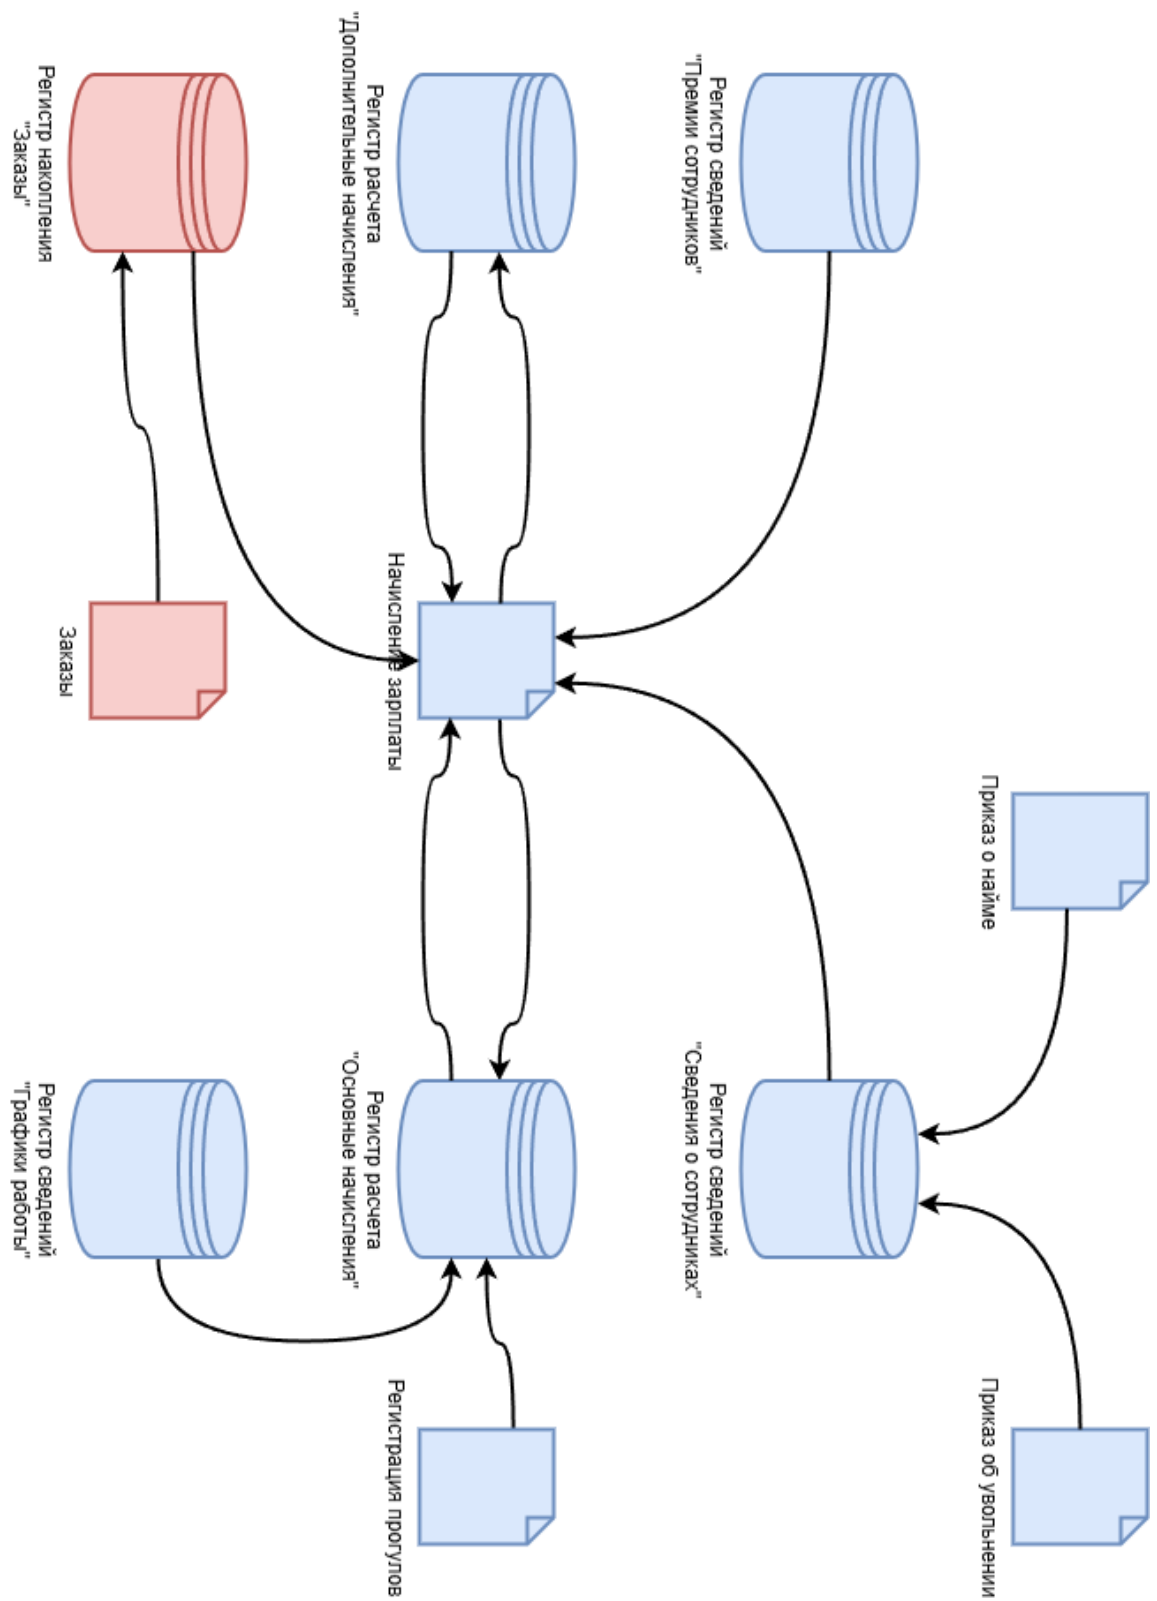 Приказ о найме
Приказ об увольнении
Регистр сведений
"Премии сотрудников"
Регистр сведений
"Сведения о сотрудниках"
Регистр расчета
"Дополнительные начисления"
Начисление зарплаты
Регистр расчета
"Основные начисления"
Регистрация прогулов
Регистр накопления
"Заказы"
Заказы
Регистр сведений
"Графики работы"